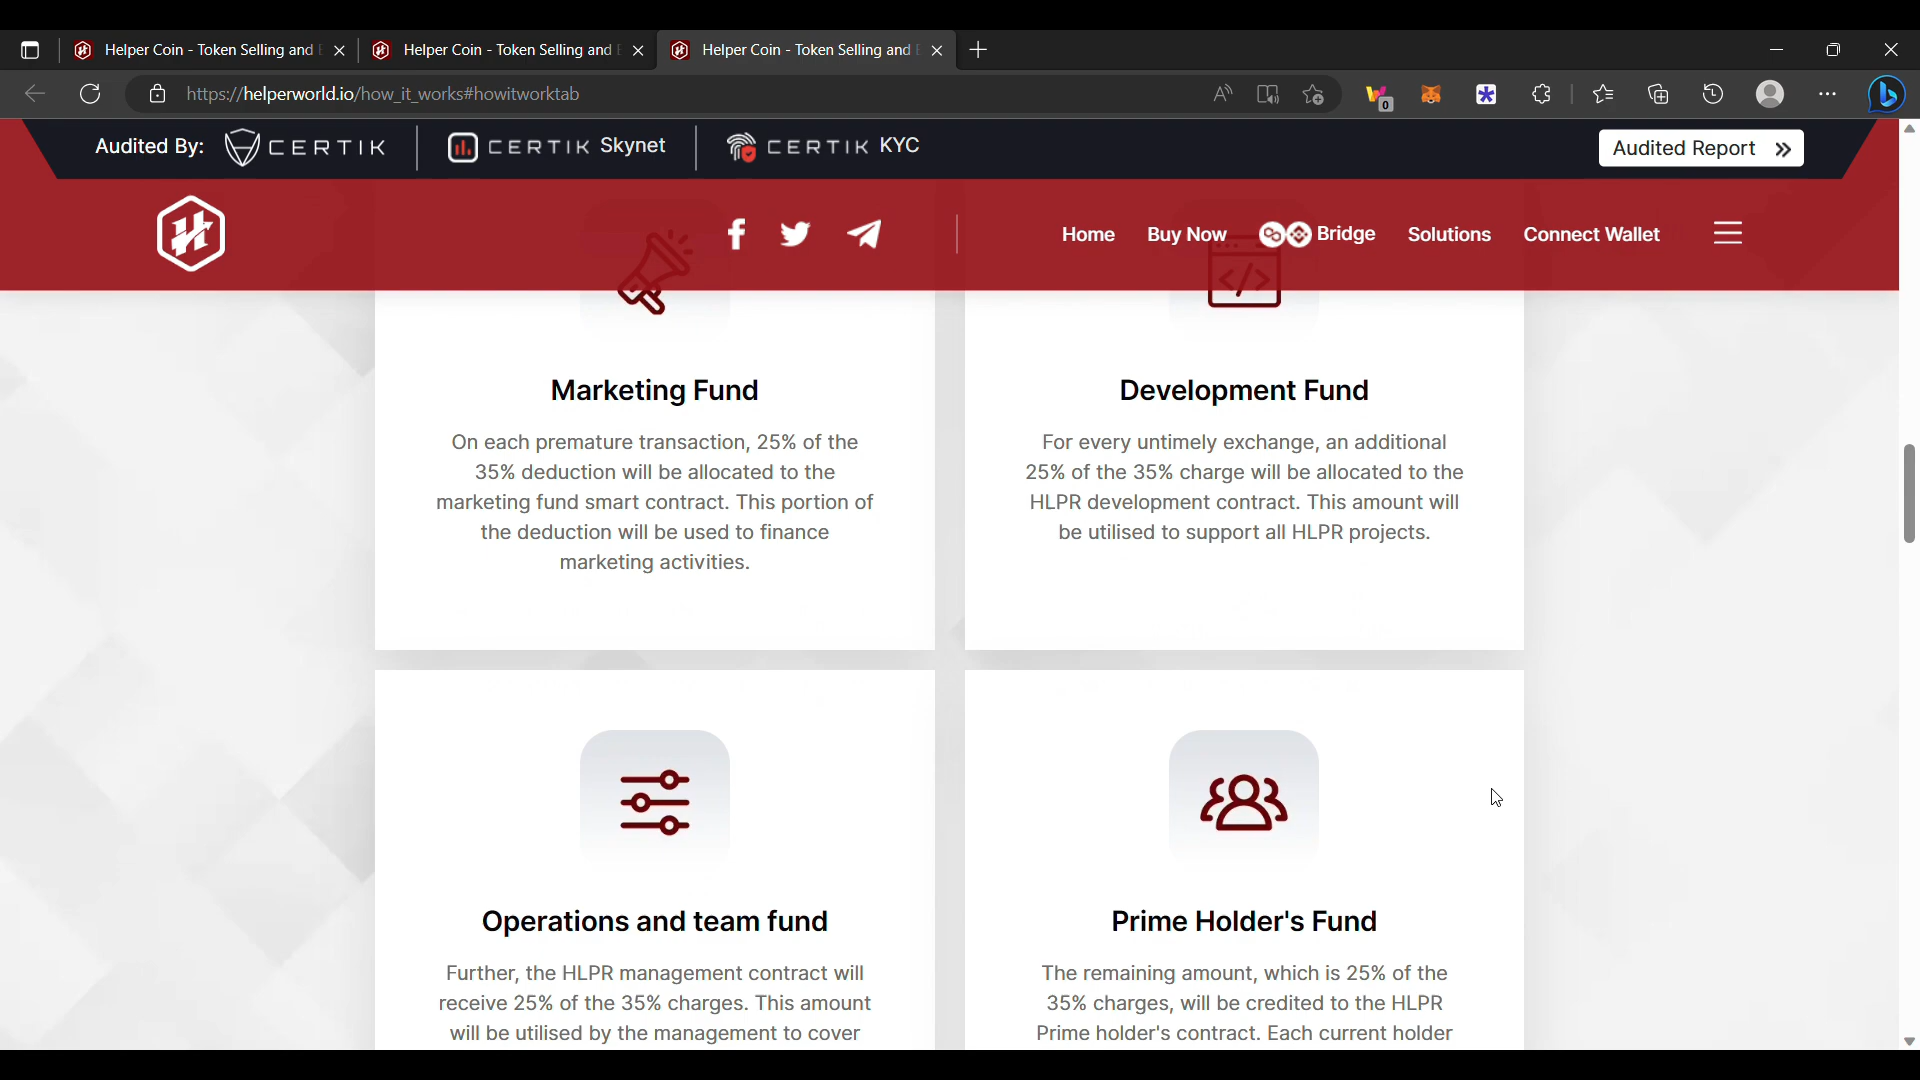 Helper Coin - Token Selling and
Helper Coin - Token Selling and
Helper Coin - Token Selling and
https://helperworld.io/how_it_works#howitworktab
0
Audited By: CERTIK
CERTIK Skynet
CERTIK KYC
Audited Report
Home
Buy Now
Bridge
Solutions
Connect Wallet
Marketing Fund
On each premature transaction, 25% of the
35% deduction will be allocated to the
marketing fund smart contract. This portion of
the deduction will be used to finance
marketing activities.
Development Fund
For every untimely exchange, an additional
25% of the 35% charge will be allocated to the
HLPR development contract. This amount will
be utilised to support all HLPR projects.
Operations and team fund
Further, the HLPR management contract will
receive 25% of the 35% charges. This amount
will be utilised by the management to cover
Prime Holder's Fund
The remaining amount, which is 25% of the
35% charges, will be credited to the HLPR
Prime holder's contract. Each current holder